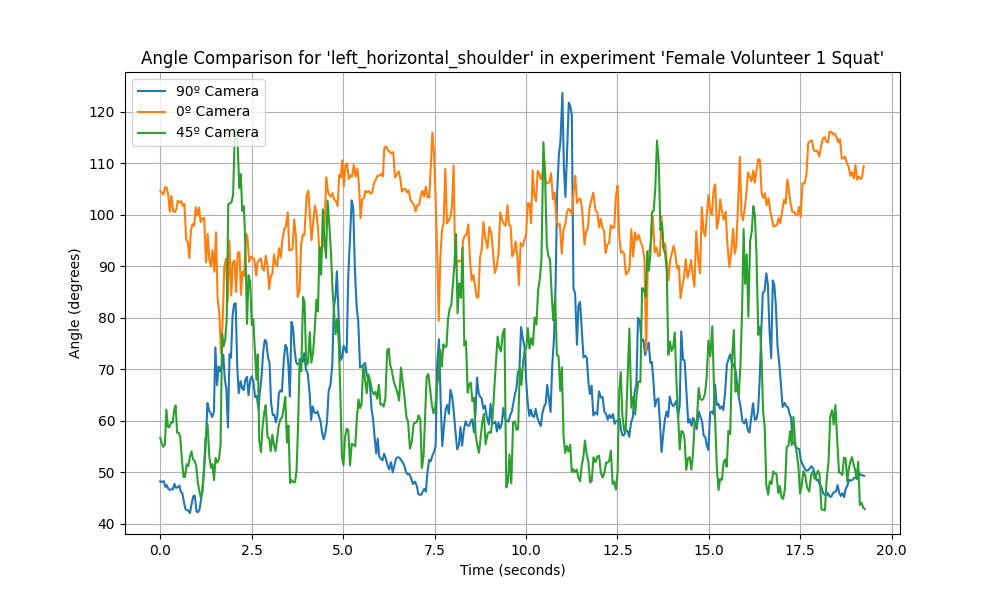 Angle Comparison for 'left_horizontal_shoulder' in experiment 'Female Volunteer 1 Squat'
90º Camera
0º Camera
45º Camera
Angle (degrees)
120
110
100
90
80
70
60
50
40
0.0 2.5 5.0 7.5 10.0 12.5 15.0 17.5 20.0
Time (seconds)